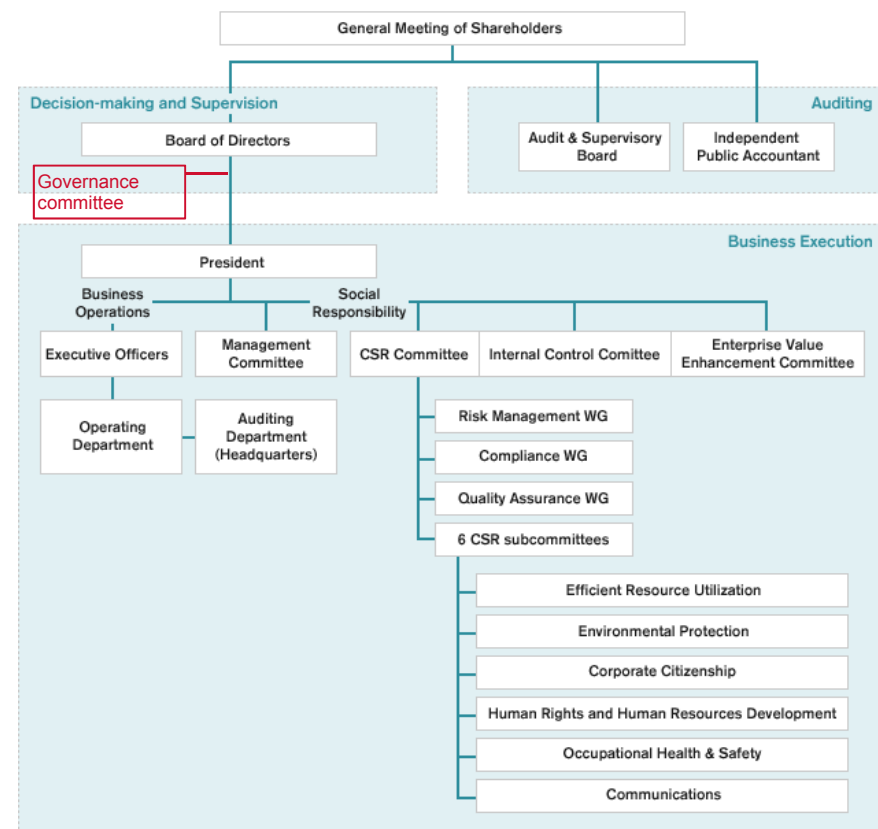 General Meeting of Shareholders
Decision-making and Supervision
Auditing
Board of Directors
Audit & Supervisory
Board
Independent
Public Accountant
Governance
committee
Business Execution
President
Business
Operations
Social
Responsibility
Executive Officers
Management
Committee
CSR Committee
Internal Control Comittee
Enterprise Value
Enhancement Committee
Operating
Department
Auditing
Department
(Headquarters)
Risk Management WG
Compliance WG
Quality Assurance WG
6 CSR subcommittees
Efficient Resource Utilization
Environmental Protection
Corporate Citizenship
Human Rights and Human Resources Development
Occupational Health & Safety
Communications